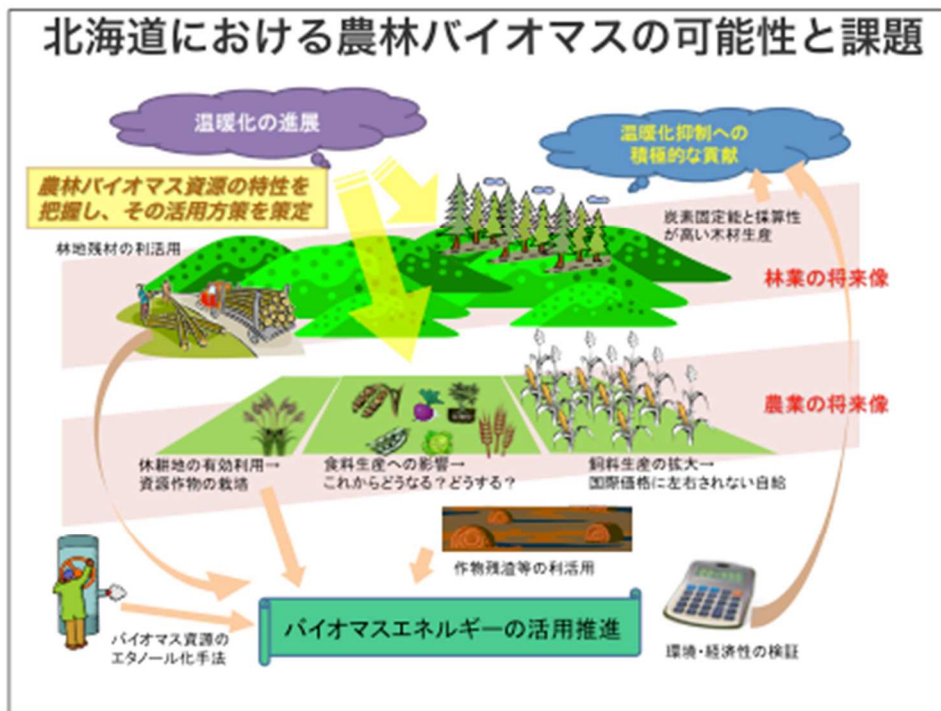 北海道における農林バイオマスの可能性と課題
温暖化の進展
温暖化抑制への
積極的な貢献
農林バイオマス資源の特性を
把握し、その活用方策を策定
林地残材の利活用
炭素固定能と採算性
が高い木材生産
林業の将来像
農業の将来像
休耕地の有効利用→
資源作物の栽培
食料生産への影響→
これからどうなる?どうする?
飼料生産の拡大→
国際価格に左右されない自給
作物残渣等の利活用
バイオマス資源の
エタノール化手法
バイオマスエネルギーの活用推進
環境・経済性の検証